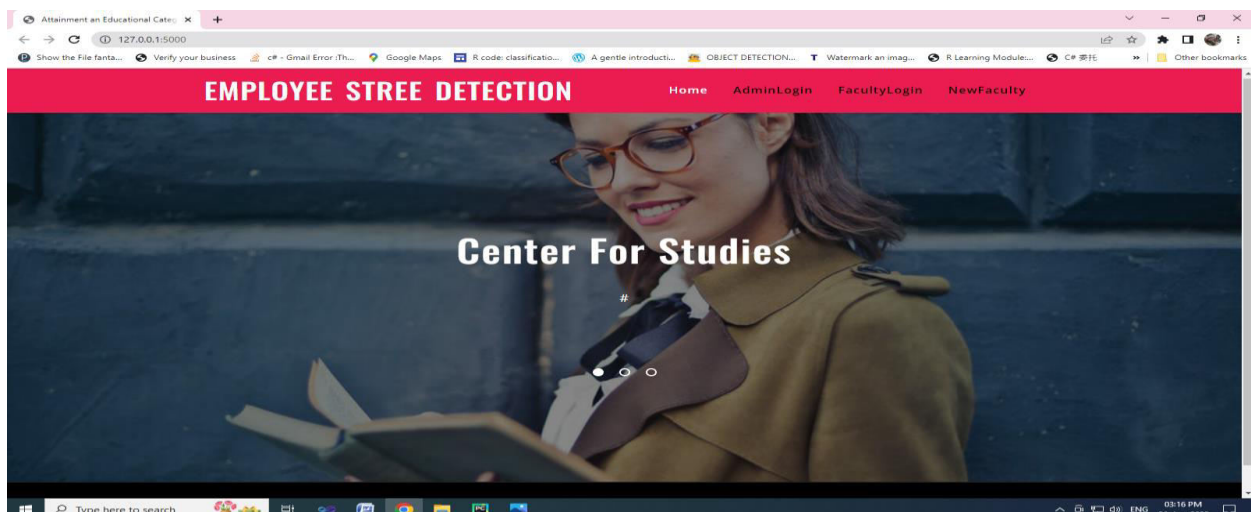 Attainment an Educational Categ
127.0.0.1:5000
Show the File fanta... Verify your business c# - Gmail Error :Th... Google Maps R code: classificatio... A gentle introducti... OBJECT DETECTION... T Watermark an imag... R Learning Module:... C# 委托 » Other bookmarks
EMPLOYEE STREE DETECTION Home AdminLogin FacultyLogin NewFaculty
Center For Studies
#
Type here to search ENG 03:16 PM